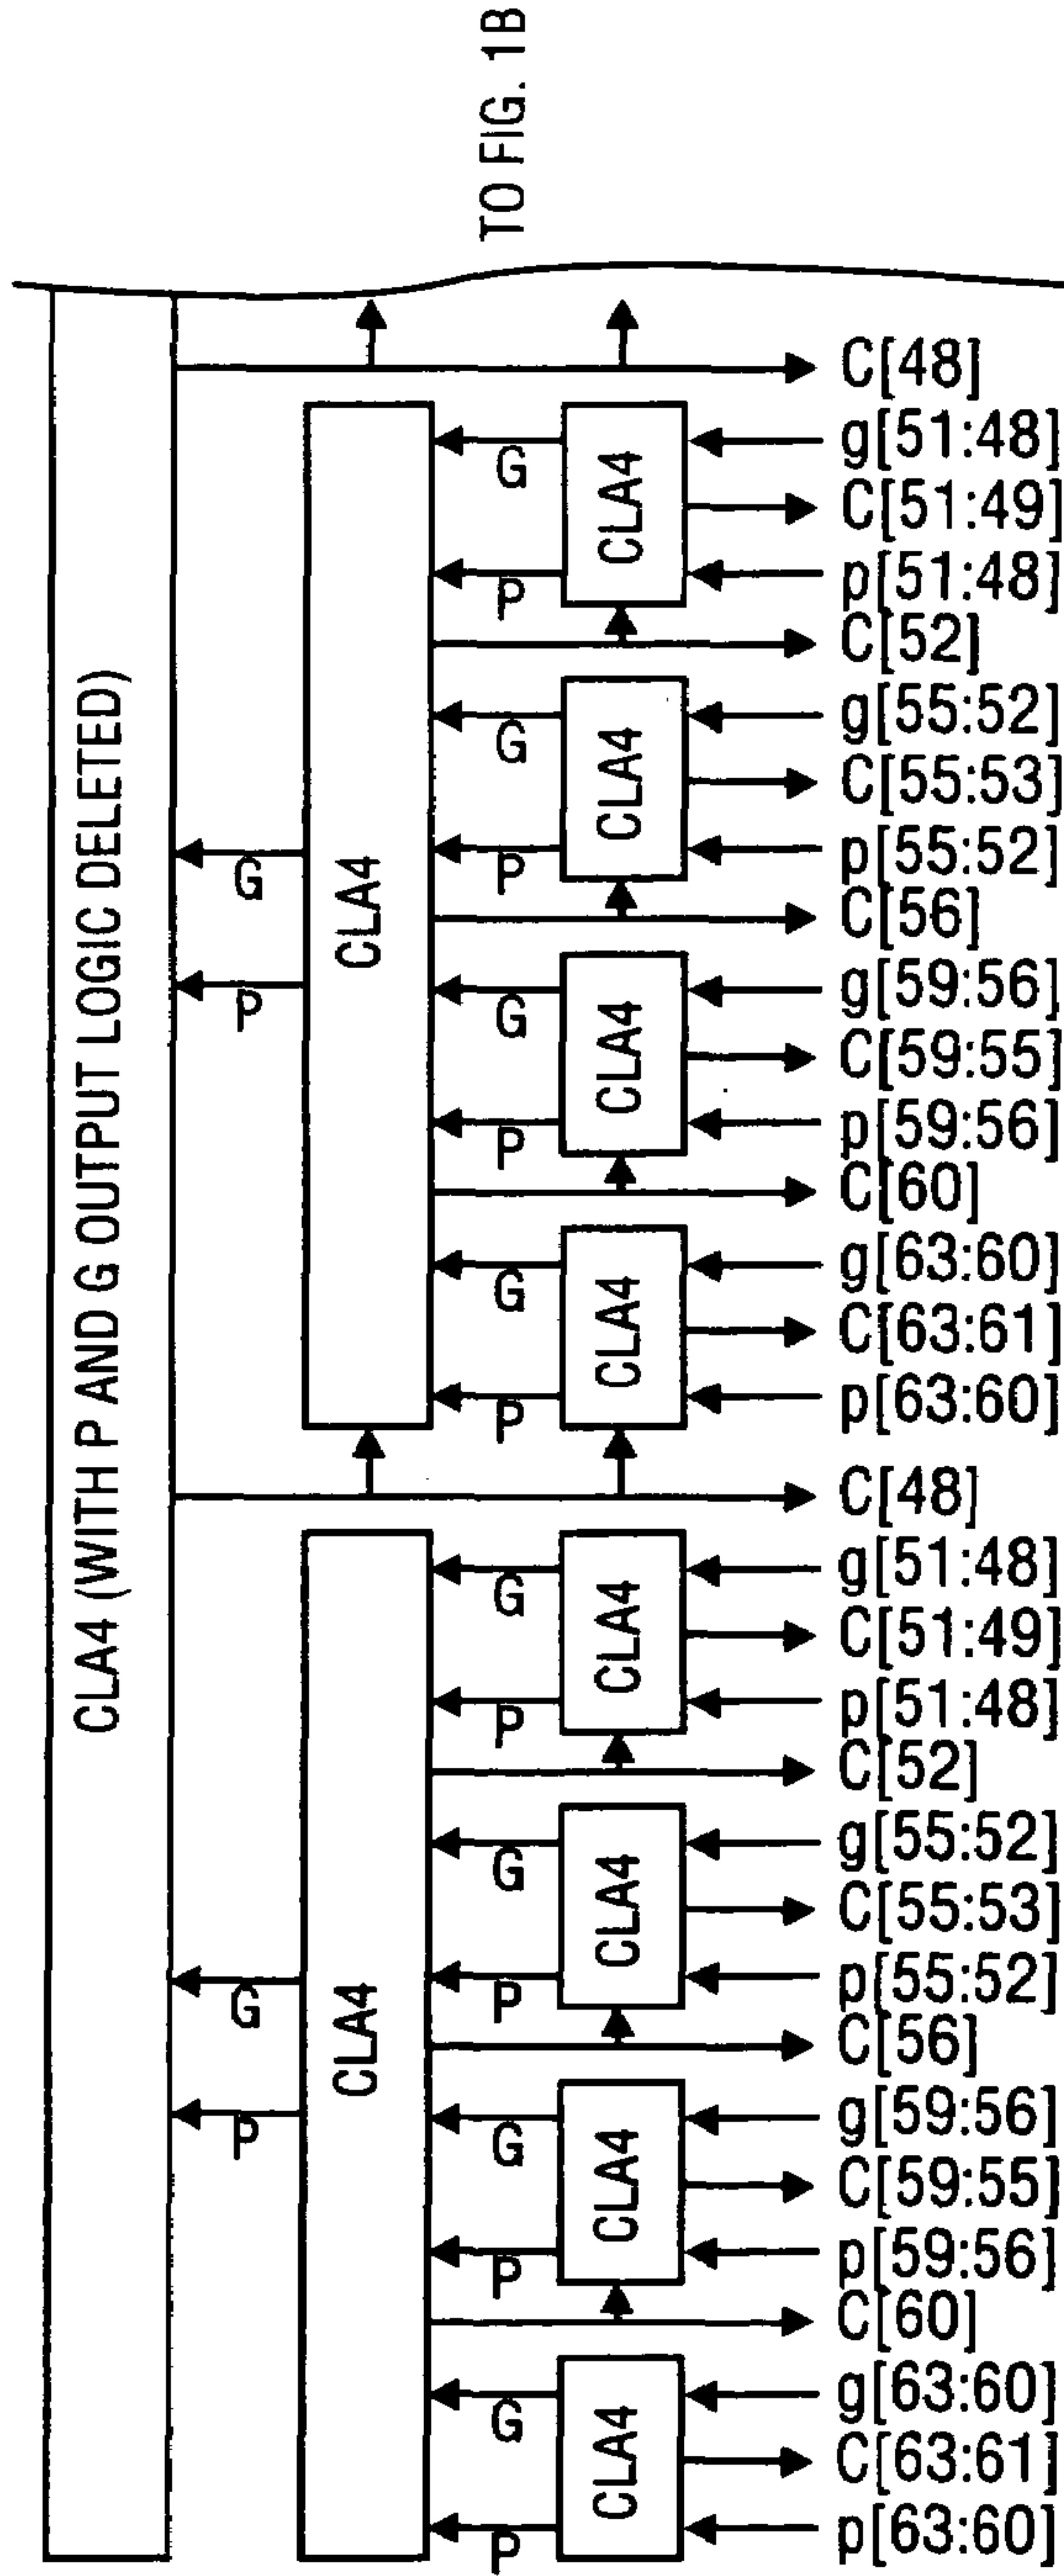 CLA4 (WITH P AND G OUTPUT LOGIC DELETED)
TO FIG. 1B
P
G
P
G
CLA4
CLA4
P
G
P
G
P
G
P
G
P
G
P
G
P
G
P
G
CLA4
CLA4
CLA4
CLA4
CLA4
CLA4
CLA4
CLA4
C[48]
g[51:48]
C[51:49]
p[51:48]
C[52]
g[55:52]
C[55:53]
p[55:52]
C[56]
g[59:56]
C[59:55]
p[59:56]
C[60]
g[63:60]
C[63:61]
p[63:60]
C[48]
g[51:48]
C[51:49]
p[51:48]
C[52]
g[55:52]
C[55:53]
p[55:52]
C[56]
g[59:56]
C[59:55]
p[59:56]
C[60]
g[63:60]
C[63:61]
p[63:60]